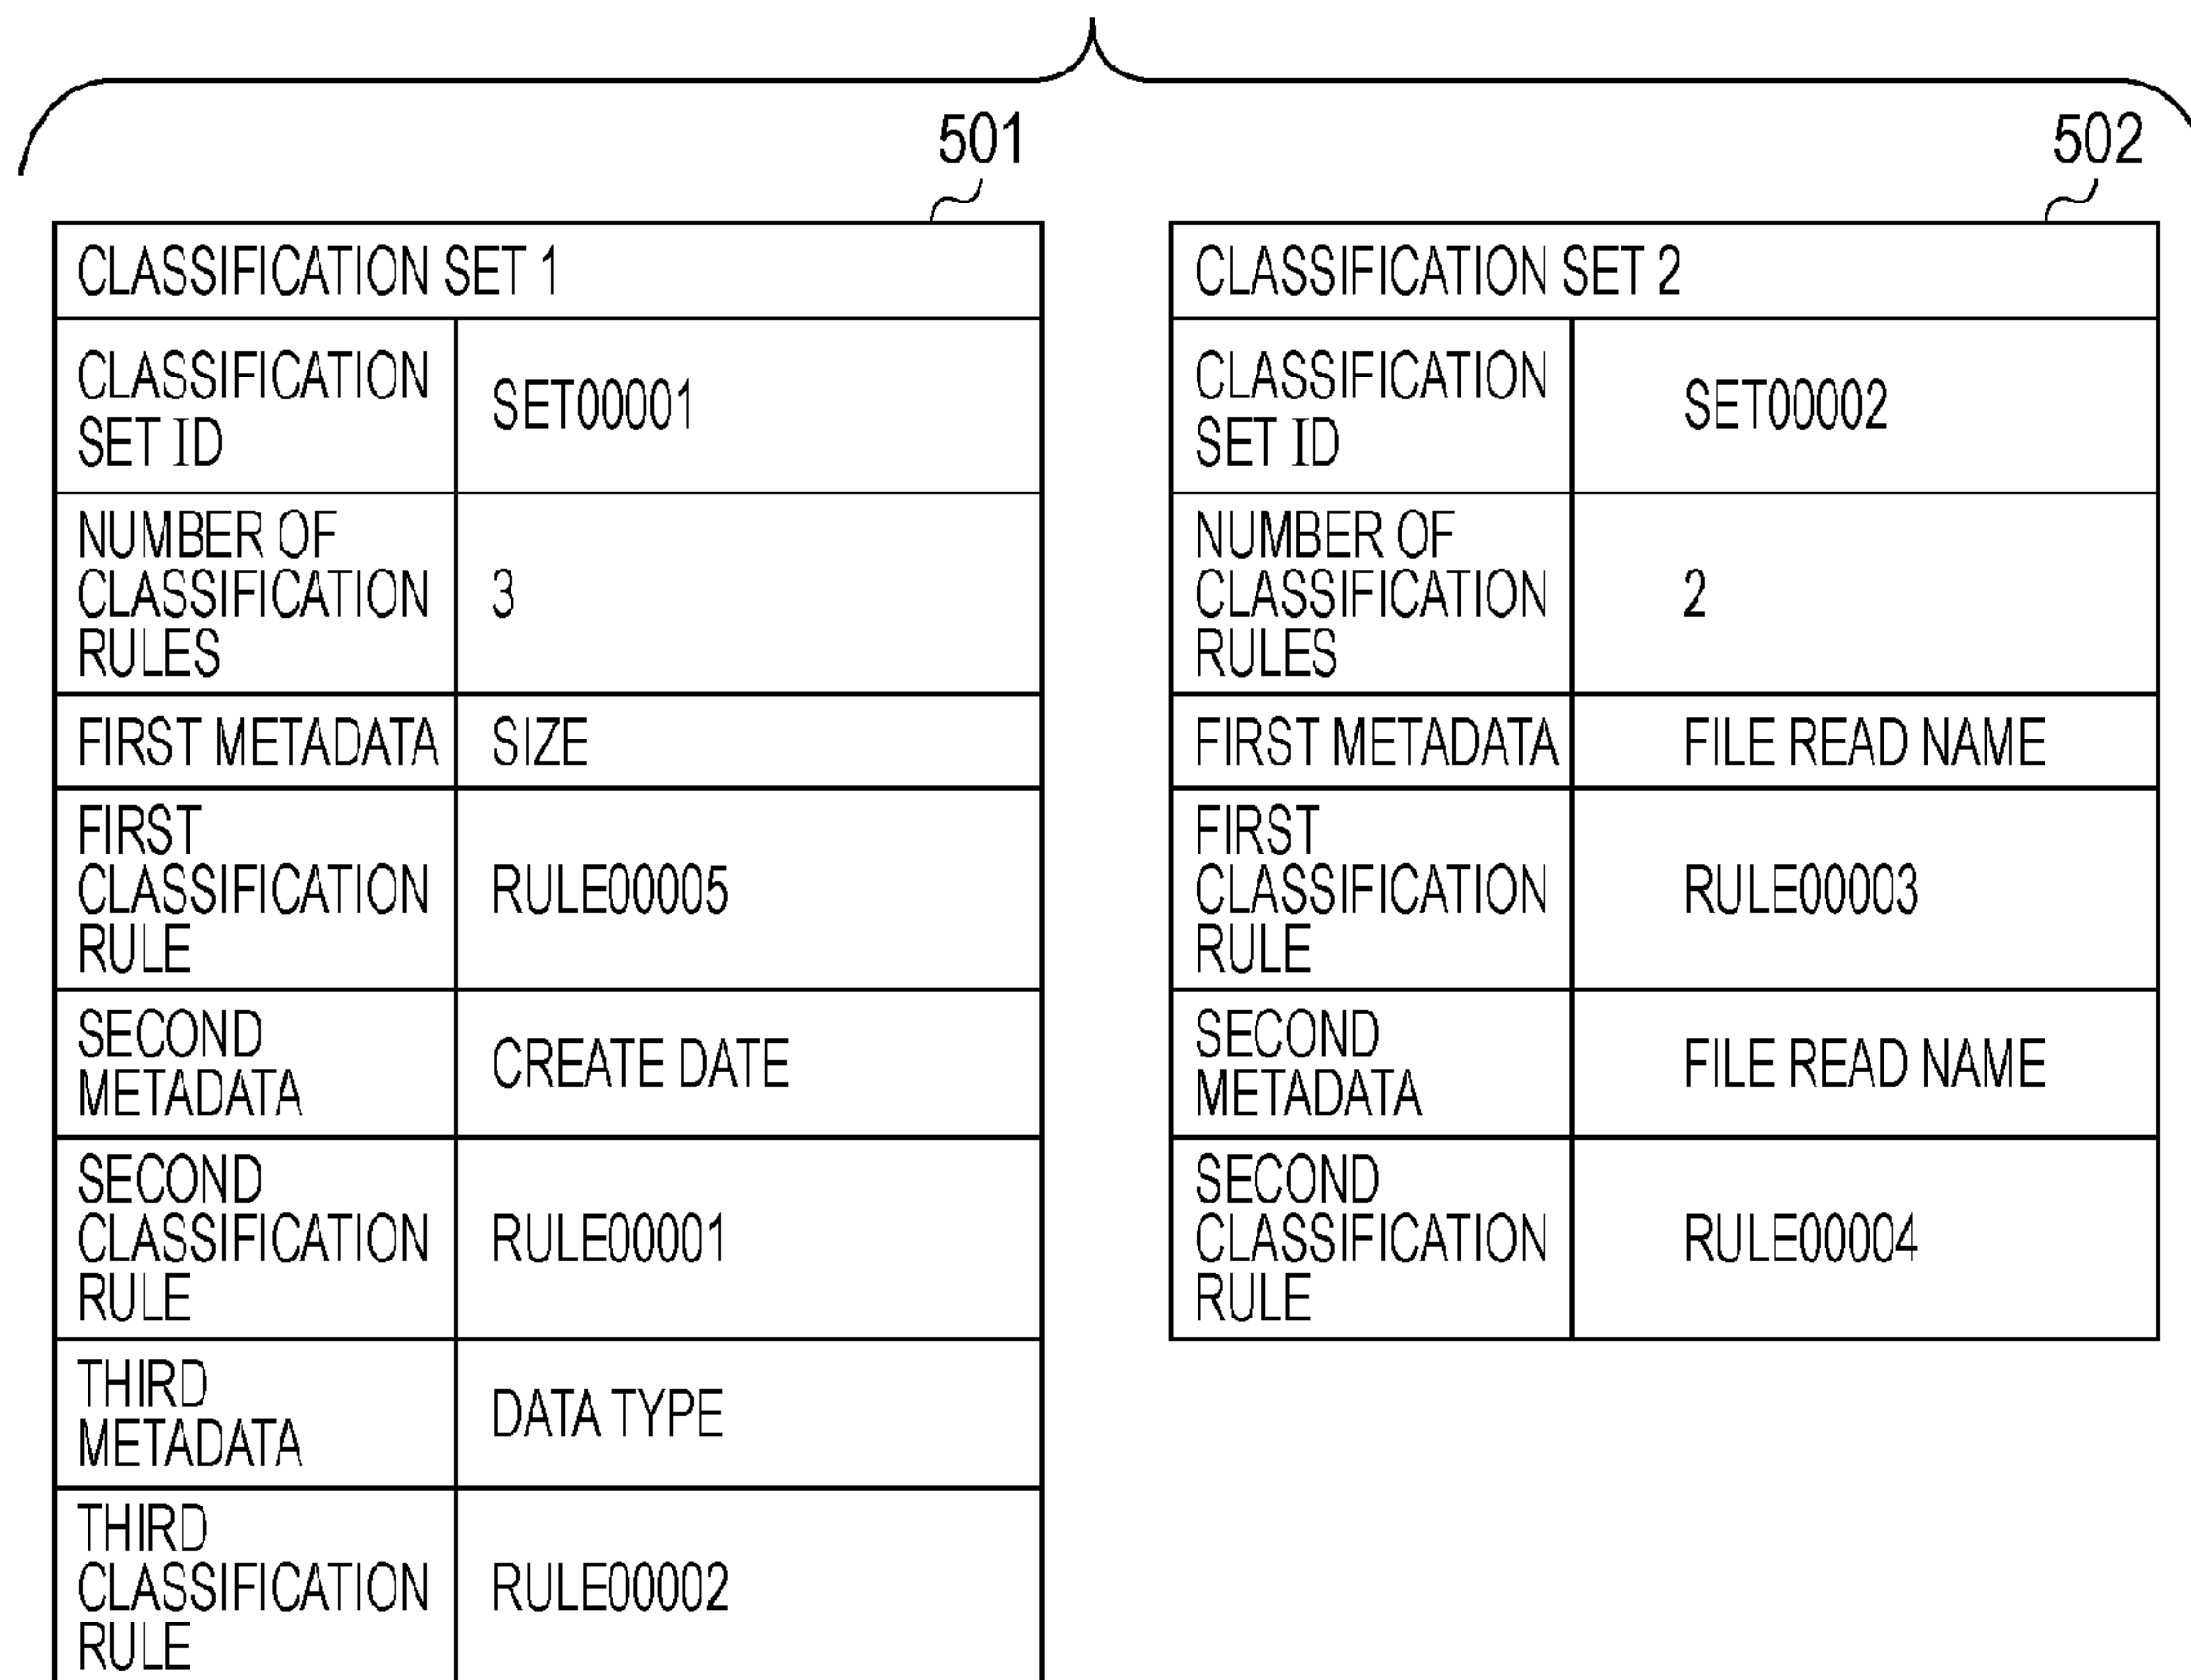 501
CLASSIFICATION SET 1
CLASSIFICATION
SET ID
SET00001
NUMBER OF
CLASSIFICATION
RULES
3
FIRST METADATA
SIZE
FIRST
CLASSIFICATION
RULE
RULE00005
SECOND
METADATA
CREATE DATE
SECOND
CLASSIFICATION
RULE
RULE00001
THIRD
METADATA
DATA TYPE
THIRD
CLASSIFICATION
RULE
RULE00002
502
CLASSIFICATION SET 2
CLASSIFICATION
SET ID
SET00002
NUMBER OF
CLASSIFICATION
RULES
2
FIRST METADATA
FILE READ NAME
FIRST
CLASSIFICATION
RULE
RULE00003
SECOND
METADATA
FILE READ NAME
SECOND
CLASSIFICATION
RULE
RULE00004